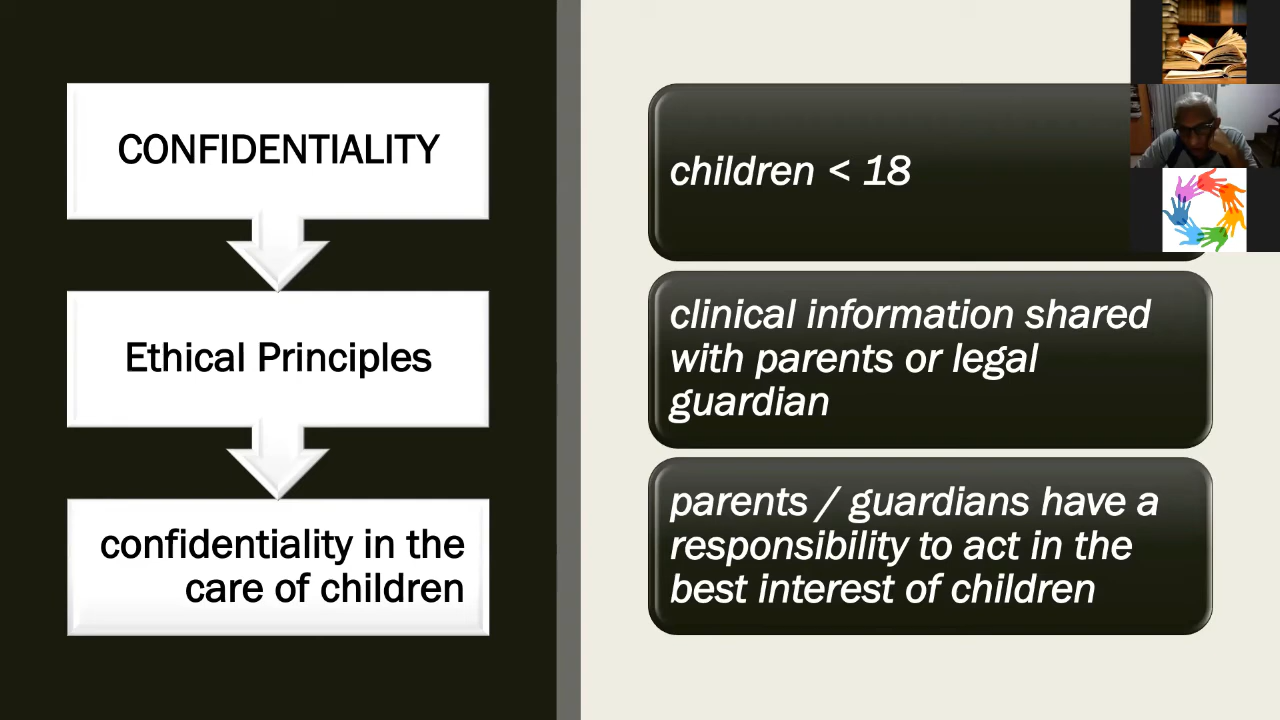 CONFIDENTIALITY
Ethical Principles
confidentiality in the
care of children
children < 18
clinical information shared
with parents or legal
guardian
parents / guardians have a
responsibility to act in the
best interest of children